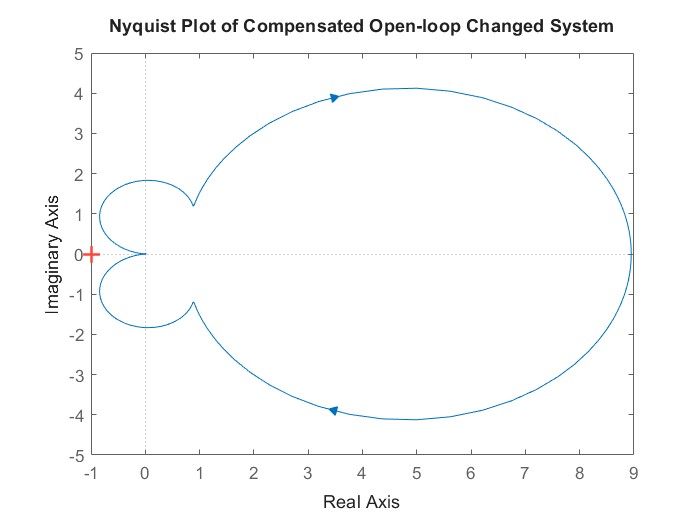 Nyquist Plot of Compensated Open-loop Changed System
5
4
3
2
1
0
-1
-2
-3
-4
-5
Imaginary Axis
-1 0 1 2 3 4 5 6 7 8 9
Real Axis